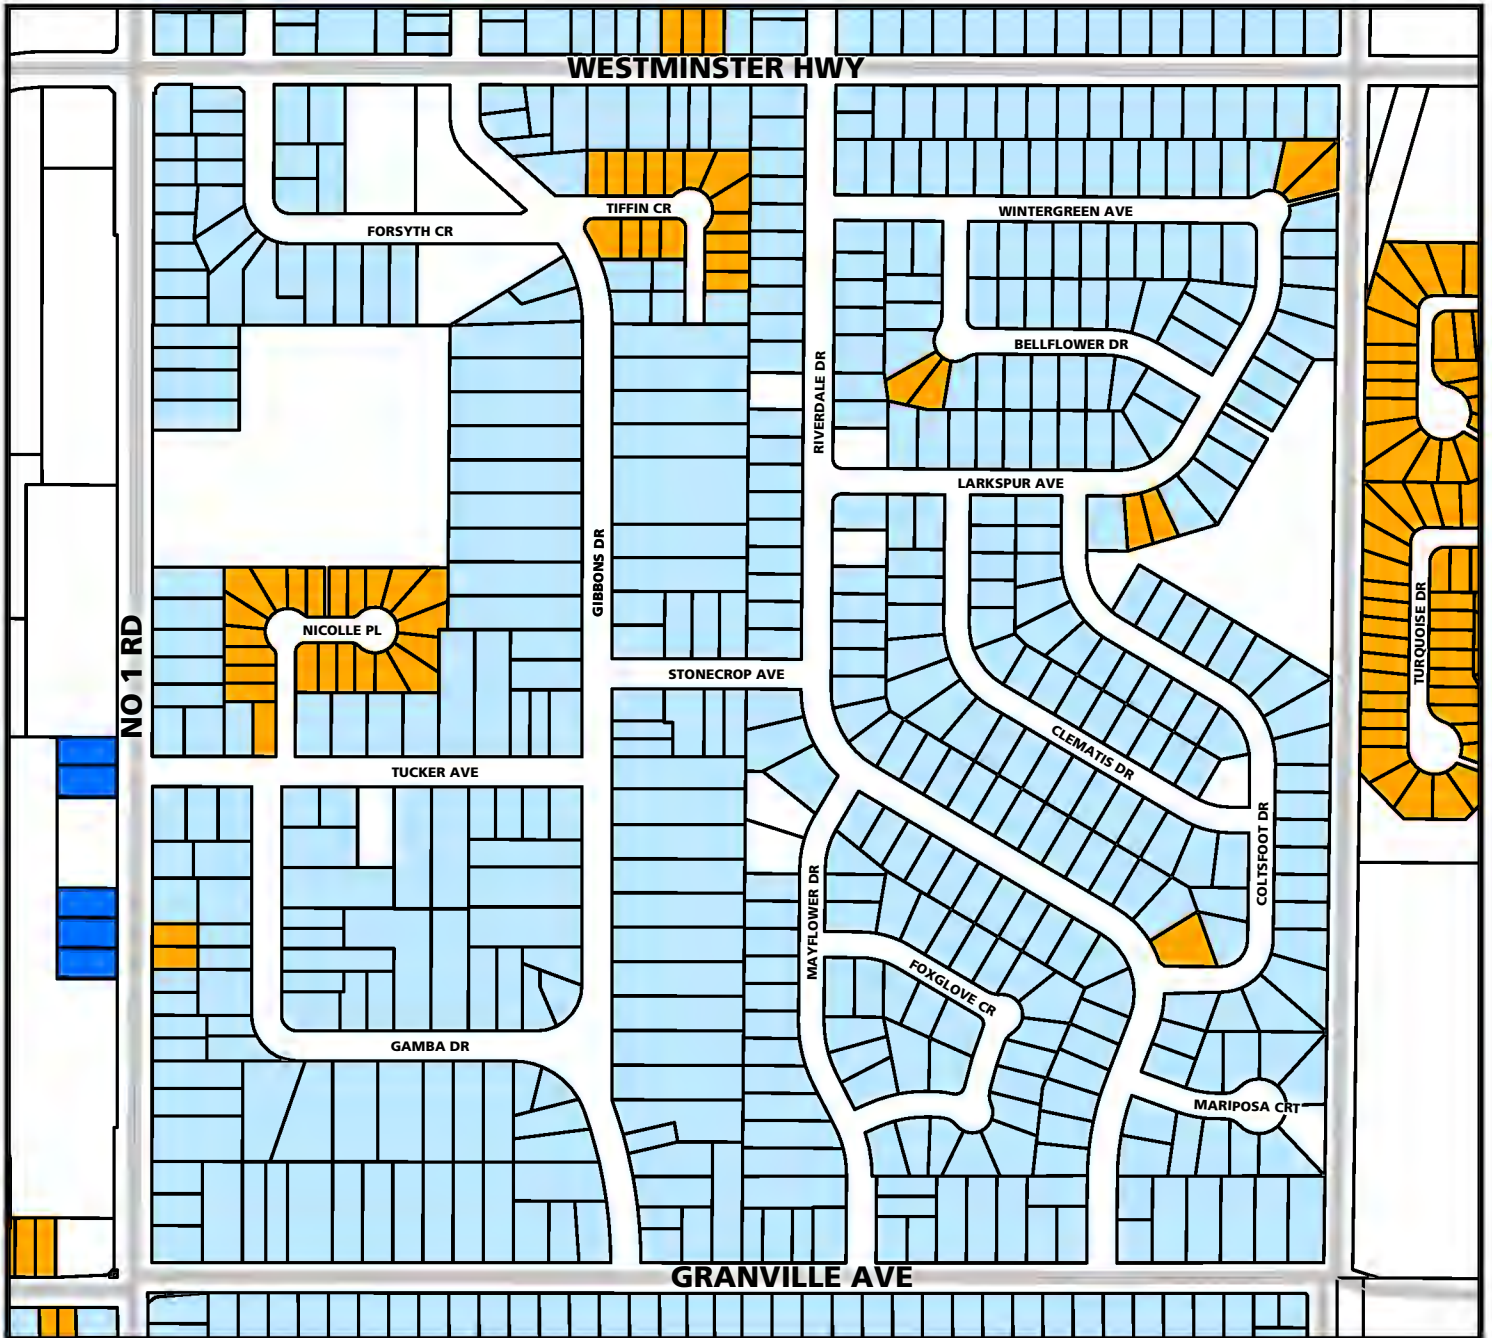 WESTMINSTER HWY
TIFFIN CR
WINTERGREEN AVE
FORSYTH CR
BELLFLOWER DR
RIVERDALE DR
LARKSPUR AVE
GIBBONS DR
NICOLLE PL
TURQUOISE DR
NO 1 RD
STONECROP AVE
CLEMATIS DR
TUCKER AVE
COLTSFOOT DR
MAYFLOWER DR
FOXGLOVE CR
GAMBA DR
MARIPOSA CRT
GRANVILLE AVE